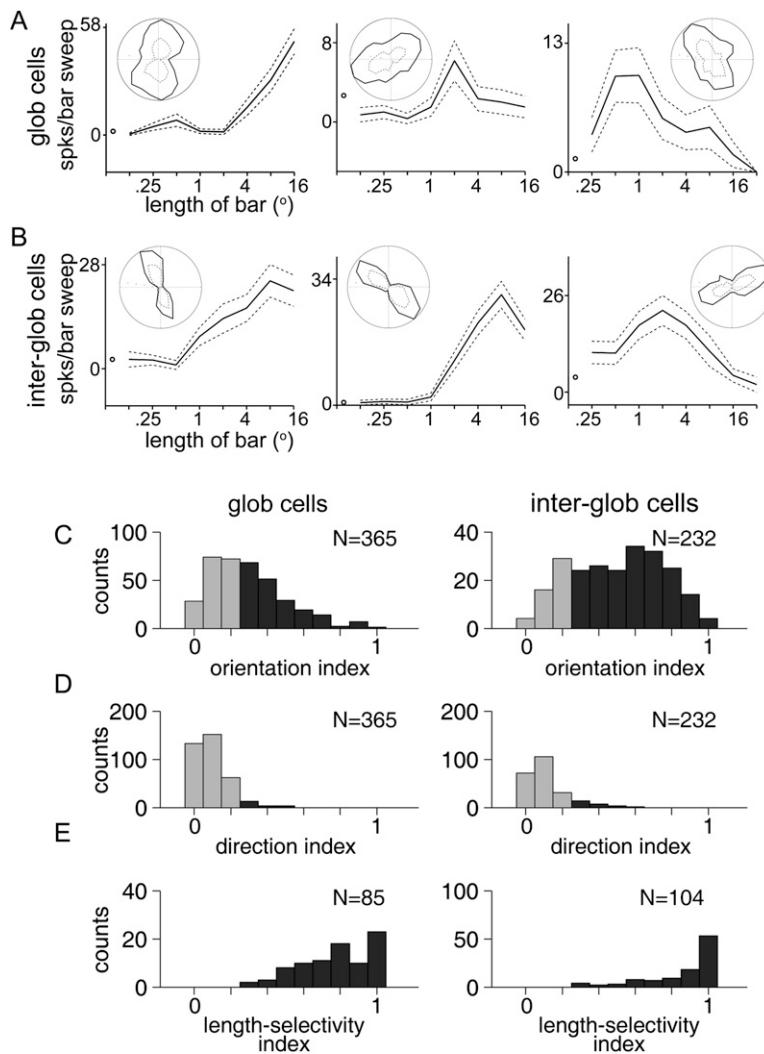 A
glob cells
spks/bar sweep
58
0
.25 1 4 16
length of bar (°)
8
0
.25 1 4 16
13
0
.25 1 4 16
B
inter-glob cells
spks/bar sweep
28
0
.25 1 4 16
length of bar (°)
34
0
.25 1 4 16
26
0
.25 1 4 16
glob cells
inter-glob cells
C
counts
100
50
0
N=365
0 1
orientation index
40
20
0
N=232
0 1
orientation index
D
counts
200
100
0
N=365
0 1
direction index
200
100
0
N=232
0 1
direction index
E
counts
40
20
0
N=85
0 1
length-selectivity
index
100
50
0
N=104
0 1
length-selectivity
index